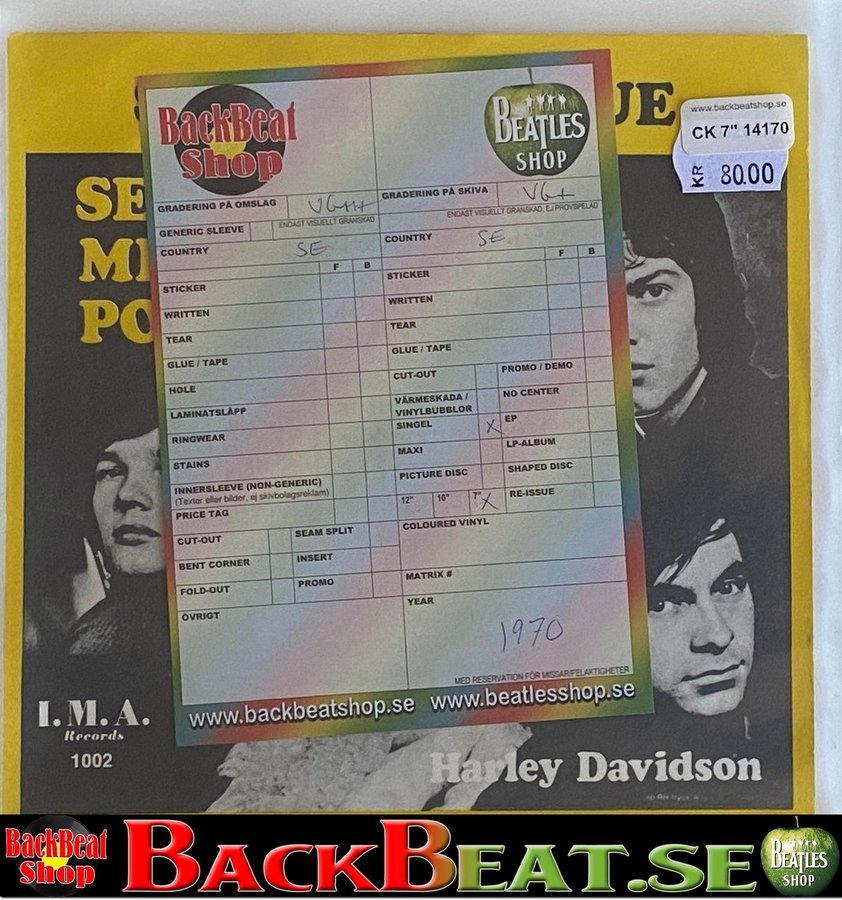 UE
www.backbeatshop.se
CK 7" 14170
KR 80.00
SE
MI
PO
BackBeat
Shop
BEATLES
SHOP
GRADERING PÅ OMSLAG
GRADERING PÅ SKIVA
VG+
ENDAST VISUELLT GRANSKAD
ENDAST VISUELLT GRANSKAD, EJ PROVSPELAD
GENERIC SLEEVE
COUNTRY SE
COUNTRY SE
F B
F B
STICKER
STICKER
WRITTEN
WRITTEN
TEAR
TEAR
GLUE / TAPE
GLUE / TAPE
HOLE
CUT-OUT
PROMO / DEMO
LAMINATSLÄPP
VÄRMESKADA /
VINYLBUBBLOR
NO CENTER
RINGWEAR
SINGEL X
EP
STAINS
MAXI
LP-ALBUM
INNERSLEEVE (NON-GENERIC)
(Texter eller bilder, ej skivbolagsreklam)
PICTURE DISC
SHAPED DISC
PRICE TAG
12" 10" 7" X
RE-ISSUE
CUT-OUT
SEAM SPLIT
COLOURED VINYL
BENT CORNER
INSERT
FOLD-OUT
PROMO
MATRIX #
ÖVRIGT
YEAR
1970
MED RESERVATION FÖR MISSAR/FELAKTIGHETER
www.backbeatshop.se www.beatlesshop.se
I.M.A.
Records
1002
Harley Davidson
BackBeat
Shop
BACKBEAT.SE
BEATLES
SHOP